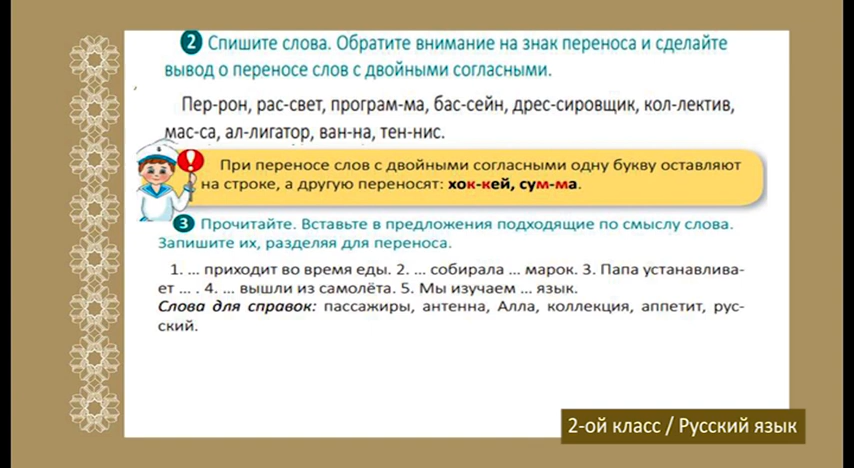 2 Спишите слова. Обратите внимание на знак переноса и сделайте
вывод о переносе слов с двойными согласными.
Пер-рон, рас-свет, програм-ма, бас-сейн, дрес-сировщик, кол-лектив,
мас-са, ал-лигатор, ван-на, тен-нис.
! При переносе слов с двойными согласными одну букву оставляют
на строке, а другую переносят: хок-кей, сум-ма.
3 Прочитайте. Вставьте в предложения подходящие по смыслу слова.
Запишите их, разделяя для переноса.
1. ... приходит во время еды. 2. ... собирала ... марок. 3. Папа устанавлива-
ет ... . 4. ... вышли из самолёта. 5. Мы изучаем ... язык.
Слова для справок: пассажиры, антенна, Алла, коллекция, аппетит, рус-
ский.
2-ой класс / Русский язык